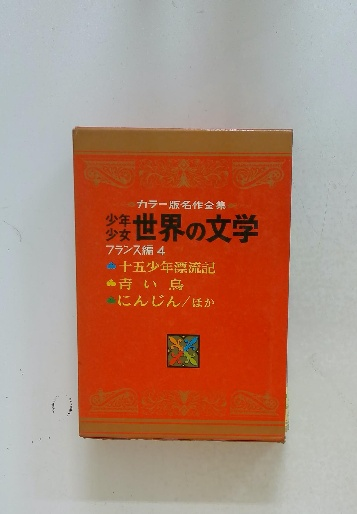 カラー版名作全集
少年少女世界の文学
フランス編 4
十五少年漂流記
青い鳥
にんじん/ほか